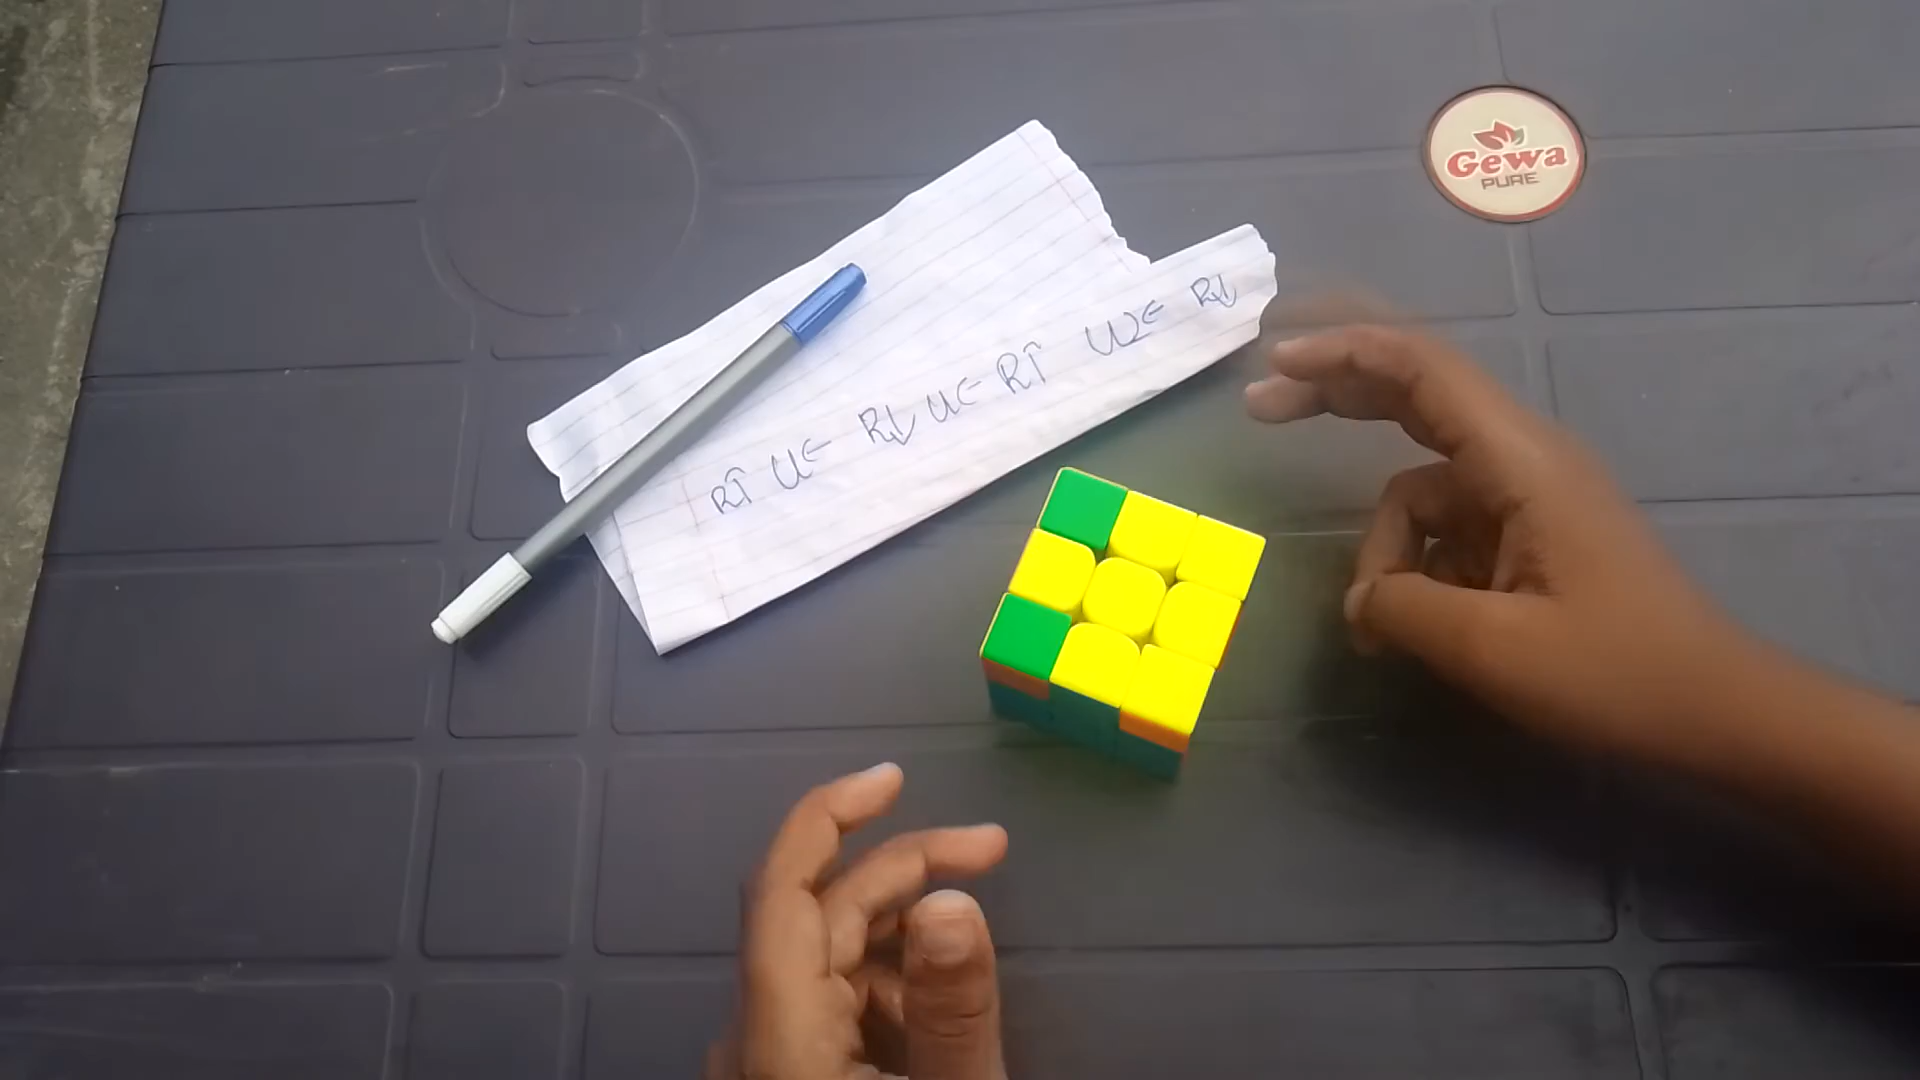 Gewa
PURE
R↑ U← R↓ U← R↑ U2← R↓